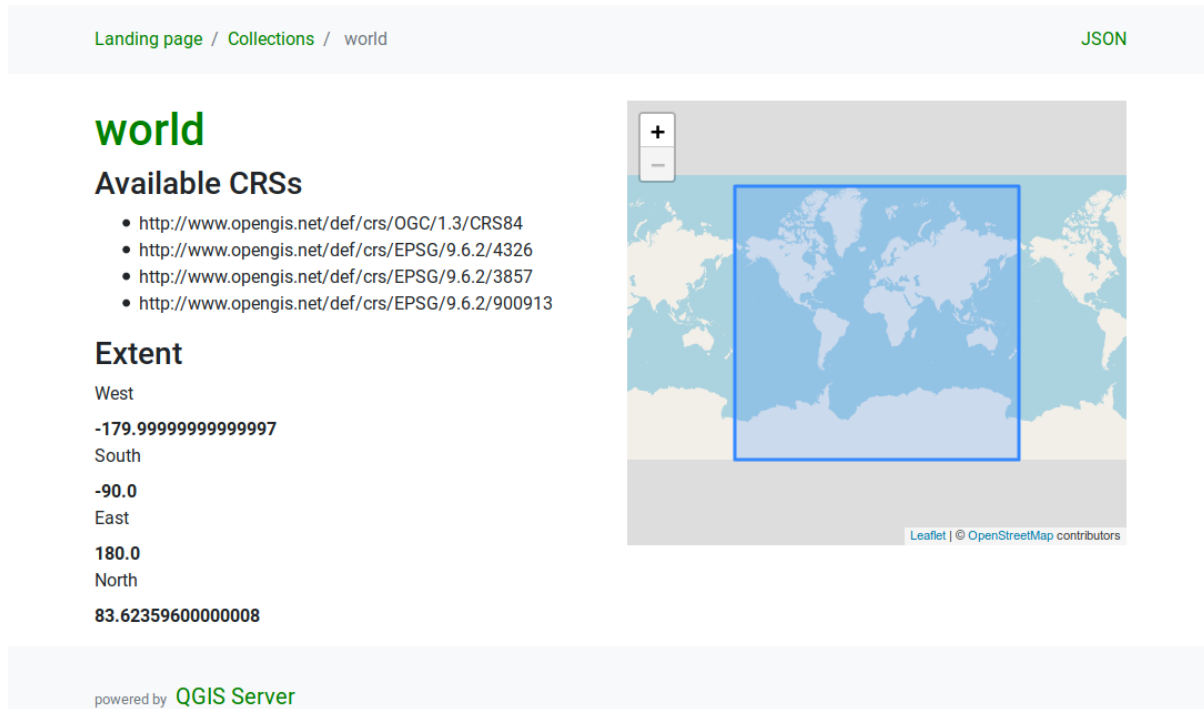 Landing page / Collections / world
JSON
world
Available CRSs
http://www.opengis.net/def/crs/OGC/1.3/CRS84
http://www.opengis.net/def/crs/EPSG/9.6.2/4326
http://www.opengis.net/def/crs/EPSG/9.6.2/3857
http://www.opengis.net/def/crs/EPSG/9.6.2/900913
Extent
West
-179.99999999999997
South
-90.0
East
180.0
North
83.62359600000008
+
−
Leaflet | © OpenStreetMap contributors
powered by QGIS Server